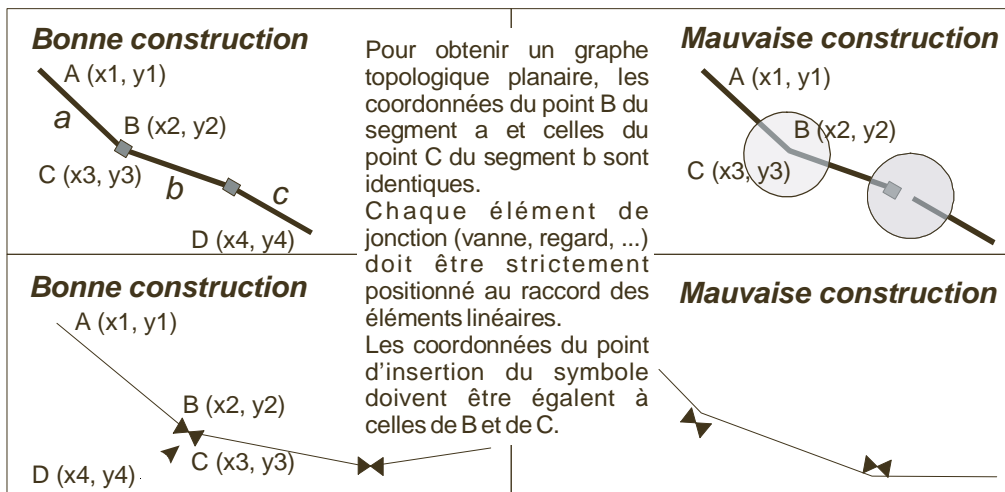 Bonne construction
A (x1, y1)
a
B (x2, y2)
C (x3, y3)
b
c
D (x4, y4)
Pour obtenir un graphe
topologique planaire, les
coordonnées du point B du
segment a et celles du
point C du segment b sont
identiques.
Chaque élément de
jonction (vanne, regard, ...)
doit être strictement
positionné au raccord des
éléments linéaires.
Les coordonnées du point
d'insertion du symbole
doivent être égalent à
celles de B et de C.
Mauvaise construction
A (x1, y1)
B (x2, y2)
C (x3, y3)
Bonne construction
A (x1, y1)
B (x2, y2)
C (x3, y3)
D (x4, y4)
Mauvaise construction